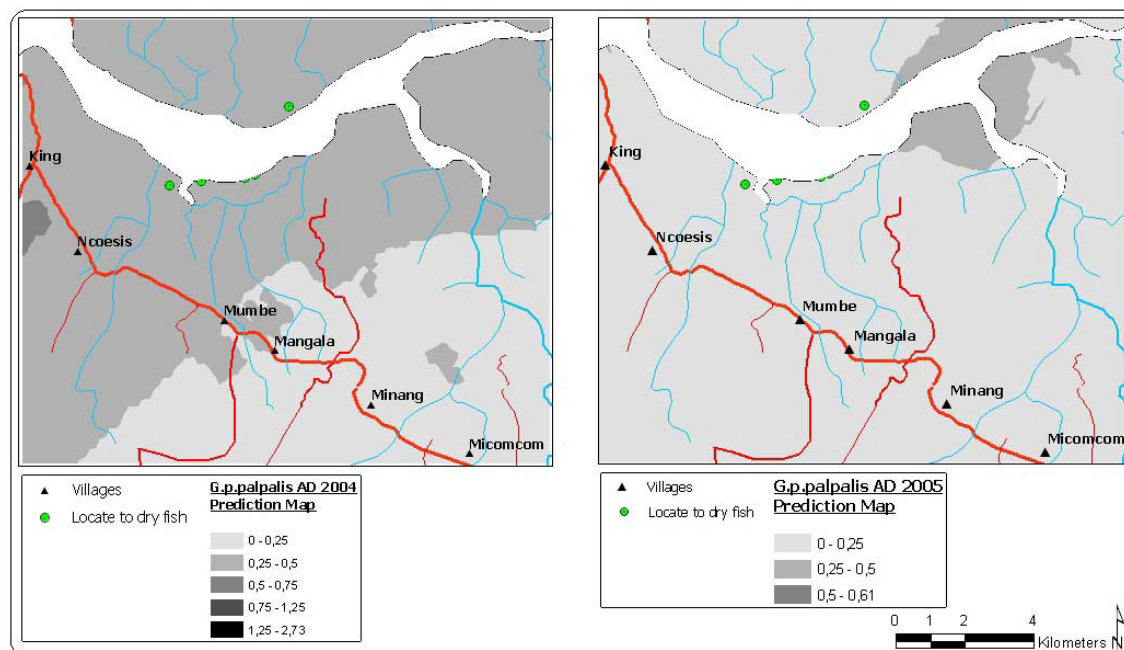 King
Ncoesis
Mumbe
Mangala
Minang
Micomcom
King
Ncoesis
Mumbe
Mangala
Minang
Micomcom
Villages
Locate to dry fish
G.p.palpalis AD 2004
Prediction Map
0 - 0,25
0,25 - 0,5
0,5 - 0,75
0,75 - 1,25
1,25 - 2,73
Villages
Locate to dry fish
G.p.palpalis AD 2005
Prediction Map
0 - 0,25
0,25 - 0,5
0,5 - 0,61
0 1 2 4
Kilometers
N